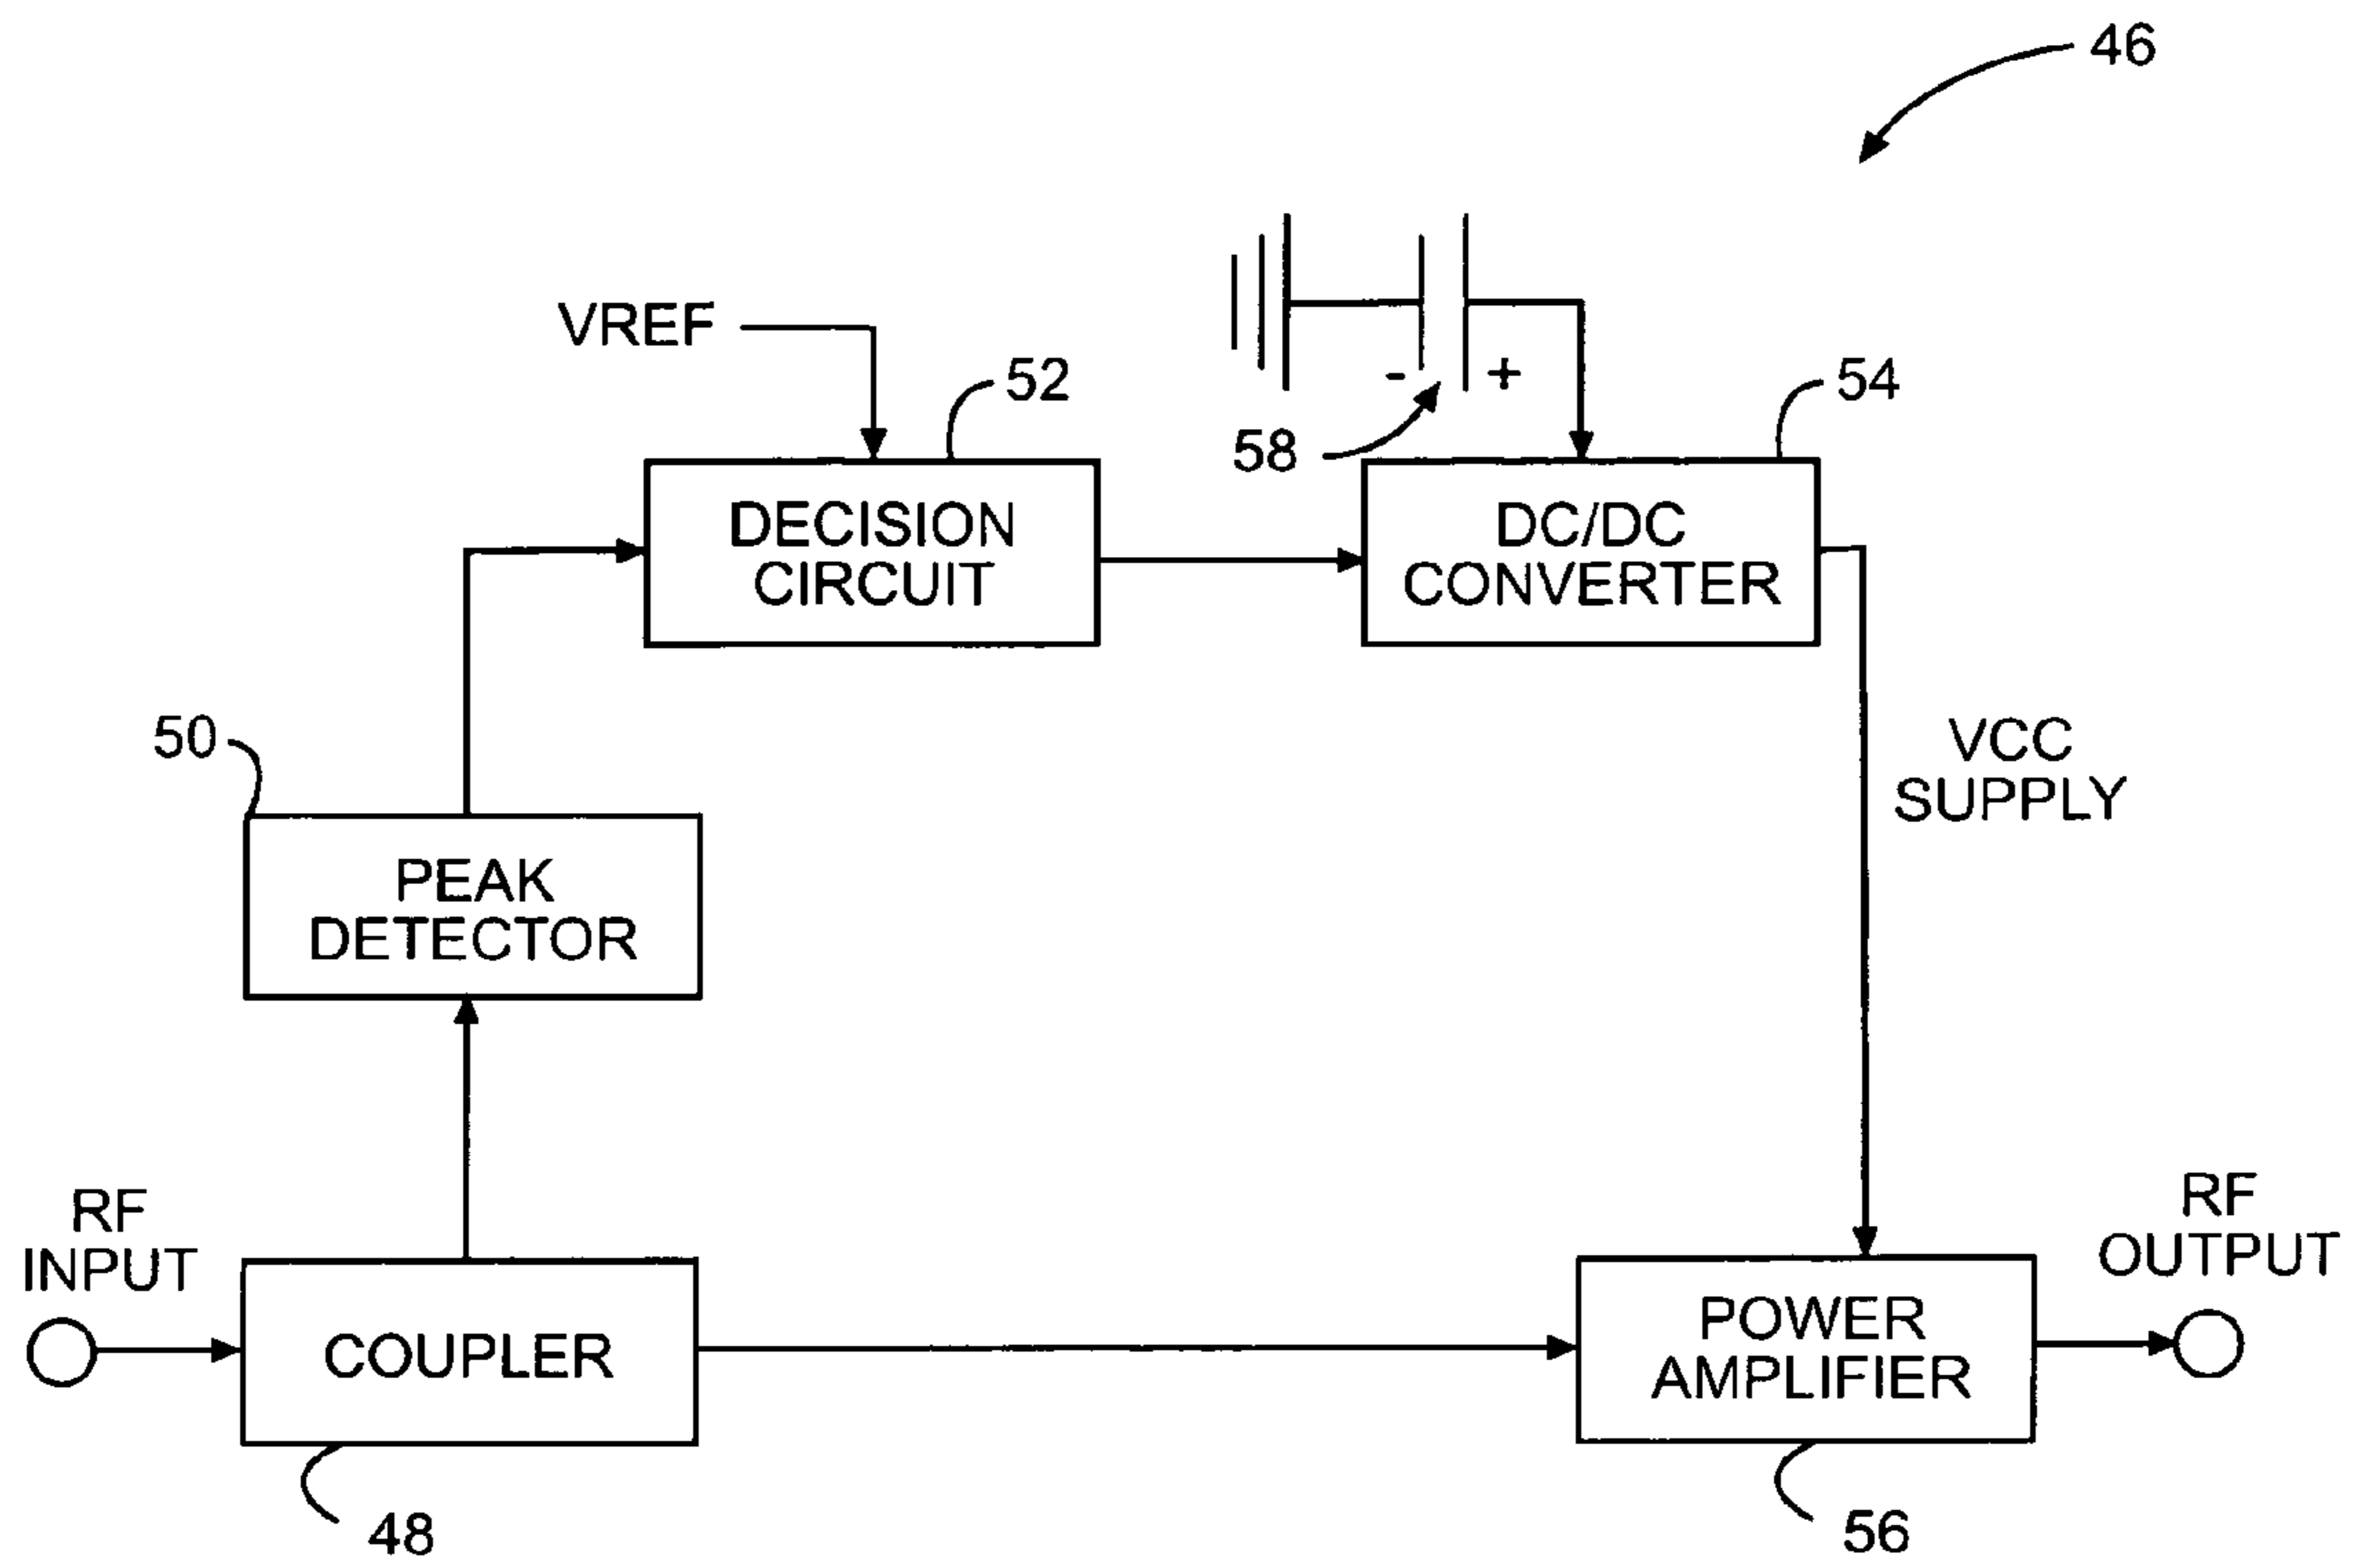 46
VREF
52
54
- +
58
DECISION
CIRCUIT
DC/DC
CONVERTER
50
VCC
SUPPLY
PEAK
DETECTOR
RF
INPUT
RF
OUTPUT
COUPLER
POWER
AMPLIFIER
48
56